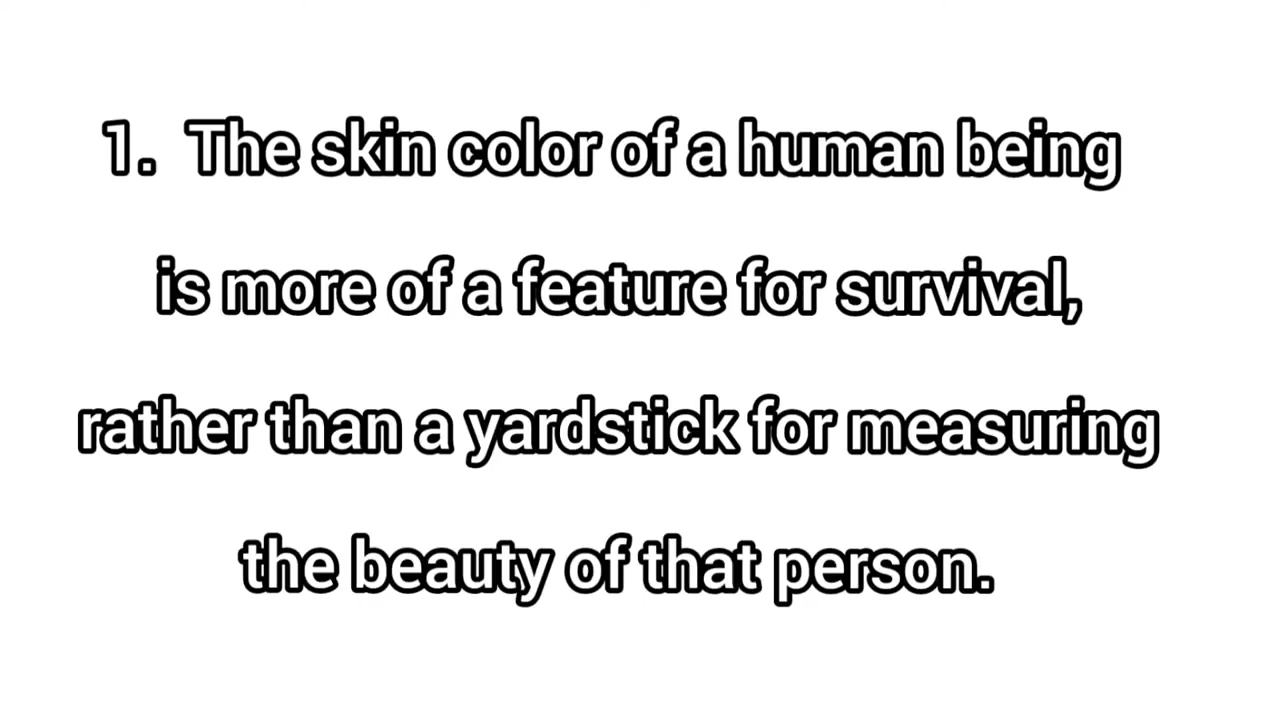 1. The skin color of a human being
is more of a feature for survival,
rather than a yardstick for measuring
the beauty of that person.